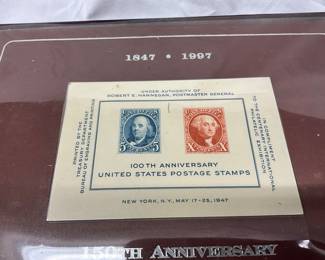 1847 • 1997
UNDER AUTHORITY OF
ROBERT E. HANNEGAN, POSTMASTER GENERAL
PRINTED BY THE
TREASURY DEPARTMENT
BUREAU OF ENGRAVING AND PRINTING
5 5
X X
IN COMPLIMENT
TO THE CENTENARY INTERNATIONAL
PHILATELIC EXHIBITION
100TH ANNIVERSARY
UNITED STATES POSTAGE STAMPS
NEW YORK, N.Y., MAY 17-25, 1947
150TH ANNIVERSARY